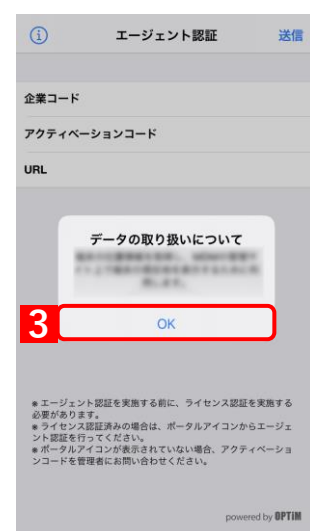 エージェント認証 送信
企業コード
アクティベーションコード
URL
データの取り扱いについて
3
OK
※ エージェント認証を実施する前に、ライセンス認証を実施する
必要があります。
※ ライセンス認証済みの場合は、ポータルアイコンからエージェ
ント認証を行ってください。
※ ポータルアイコンが表示されていない場合、アクティベーショ
ンコードを管理者にお問い合わせください。
powered by OPTiM